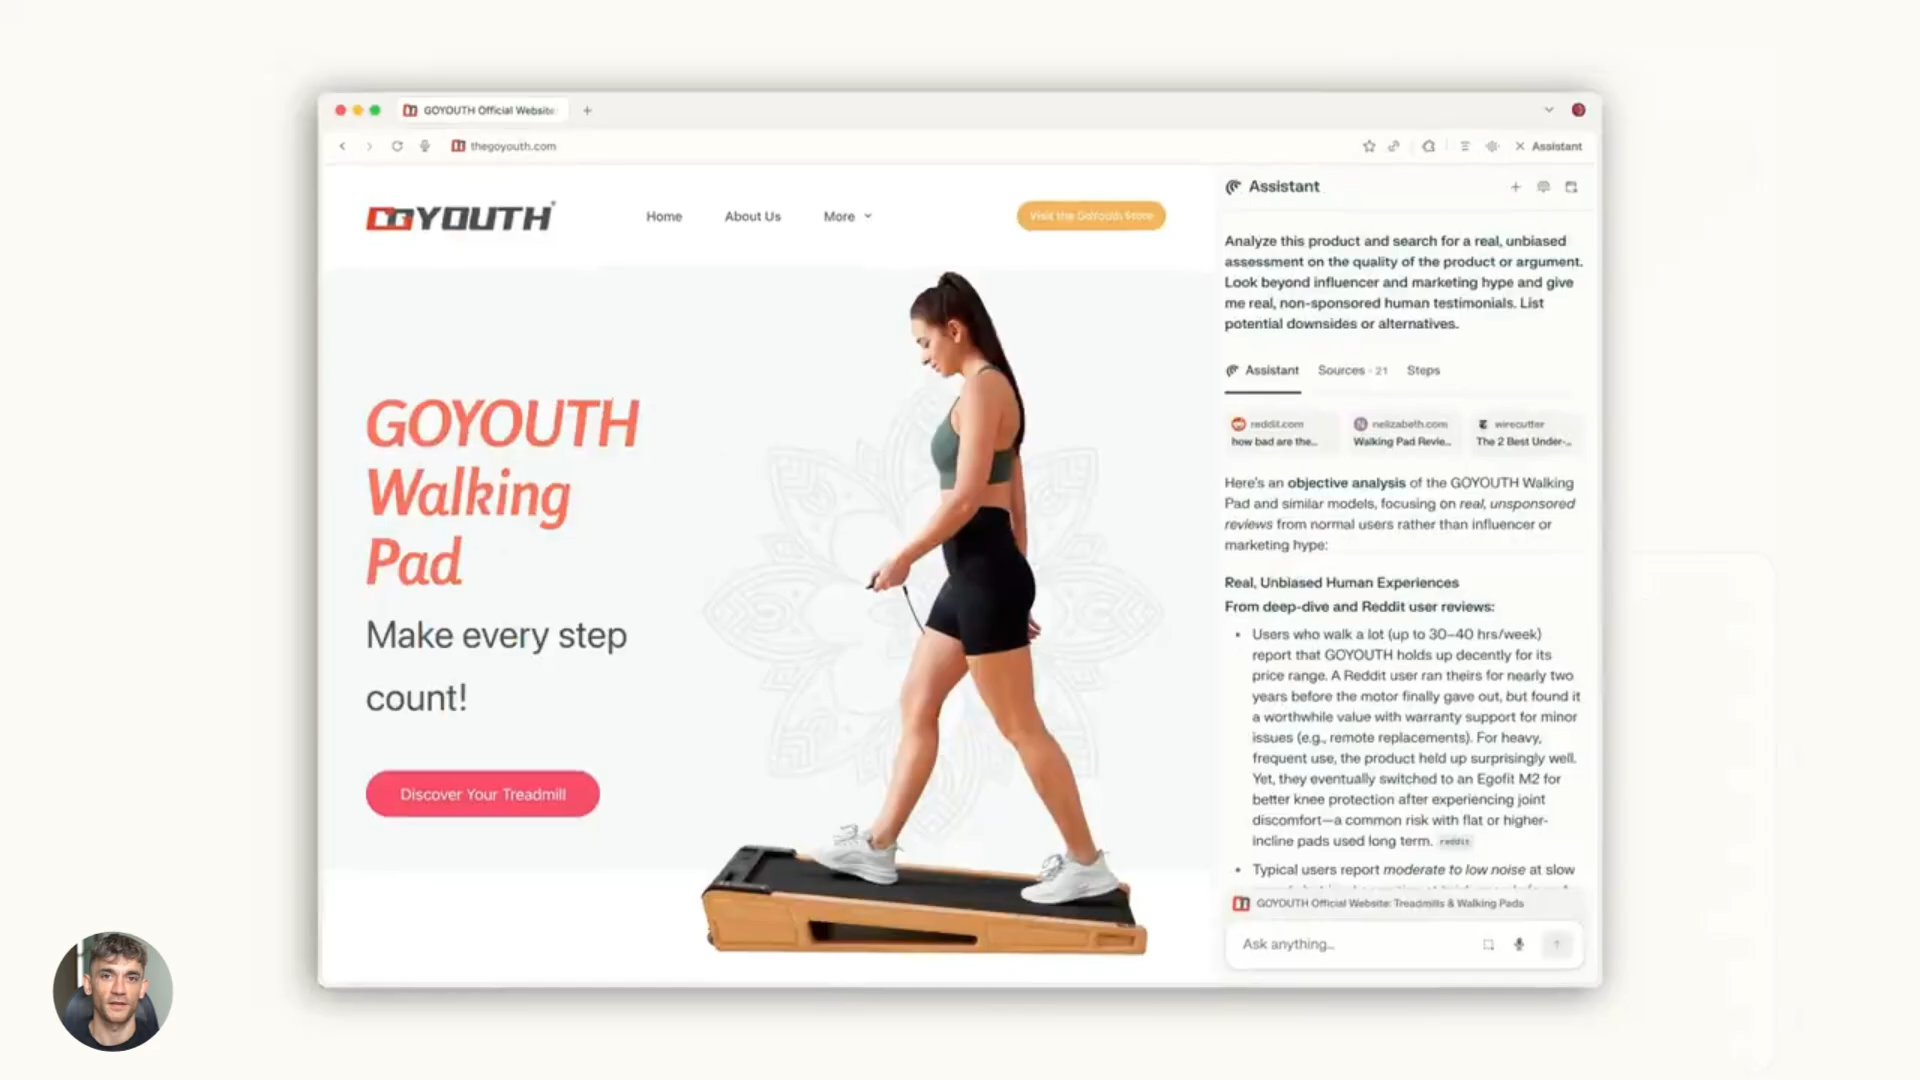 GOYOUTH Official Website
thegoyouth.com
Assistant
GOYOUTH
Home
About Us
More
Visit the GoYouth Store
GOYOUTH
Walking
Pad
Make every step
count!
Discover Your Treadmill
Assistant
Analyze this product and search for a real, unbiased
assessment on the quality of the product or argument.
Look beyond influencer and marketing hype and give
me real, non-sponsored human testimonials. List
potential downsides or alternatives.
Assistant
Sources · 21
Steps
reddit.com
how bad are the...
nelizabeth.com
Walking Pad Revie...
wirecutter
The 2 Best Under-...
Here's an objective analysis of the GOYOUTH Walking
Pad and similar models, focusing on real, unsponsored
reviews from normal users rather than influencer or
marketing hype:
Real, Unbiased Human Experiences
From deep-dive and Reddit user reviews:
• Users who walk a lot (up to 30–40 hrs/week)
report that GOYOUTH holds up decently for its
price range. A Reddit user ran theirs for nearly two
years before the motor finally gave out, but found it
a worthwhile value with warranty support for minor
issues (e.g., remote replacements). For heavy,
frequent use, the product held up surprisingly well.
Yet, they eventually switched to an Egofit M2 for
better knee protection after experiencing joint
discomfort—a common risk with flat or higher-
incline pads used long term. reddit
• Typical users report moderate to low noise at slow
GOYOUTH Official Website: Treadmills & Walking Pads
Ask anything...